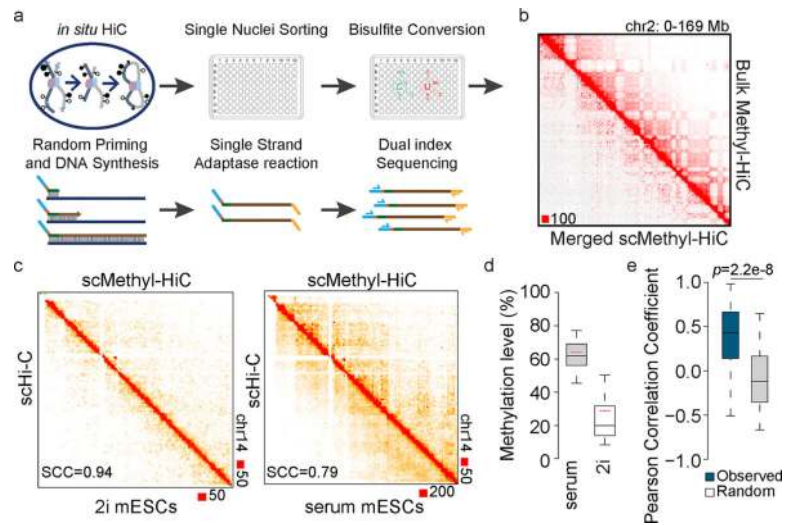 a
in situ HiC
Single Nuclei Sorting
Bisulfite Conversion
Random Priming
and DNA Synthesis
Single Strand
Adaptase reaction
Dual index
Sequencing
b
chr2: 0-169 Mb
Bulk Methyl-HiC
100
Merged scMethyl-HiC
c
scMethyl-HiC
scHi-C
SCC=0.94
chr14
50
50
2i mESCs
scMethyl-HiC
scHi-C
SCC=0.79
chr14
50
200
serum mESCs
d
Methylation level (%)
100
80
60
40
20
0
serum
2i
e
p=2.2e-8
Pearson Correlation Coefficient
1.0
0.5
0.0
−0.5
−1.0
Observed
Random